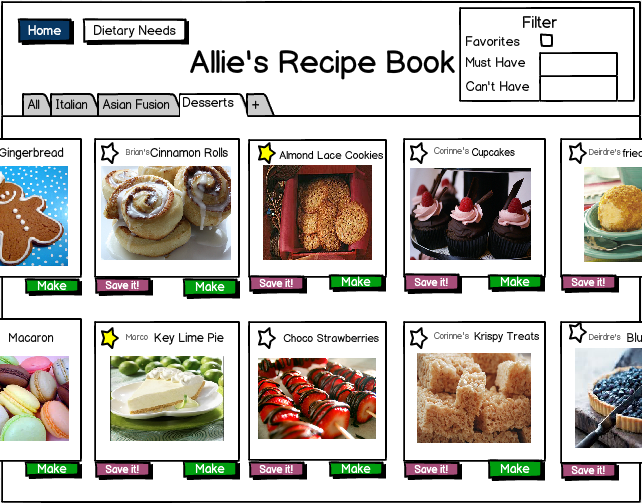 Home
Dietary Needs
Allie's Recipe Book
Filter
Favorites
Must Have
Can't Have
All
Italian
Asian Fusion
Desserts
+
Gingerbread
Brian's Cinnamon Rolls
Almond Lace Cookies
Corinne's Cupcakes
Deirdre's fried
Make
Save it!
Make
Save it!
Make
Save it!
Make
Save it!
Macaron
Marco Key Lime Pie
Choco Strawberries
Corinne's Krispy Treats
Deirdre's Blu
Make
Save it!
Make
Save it!
Make
Save it!
Make
Save it!